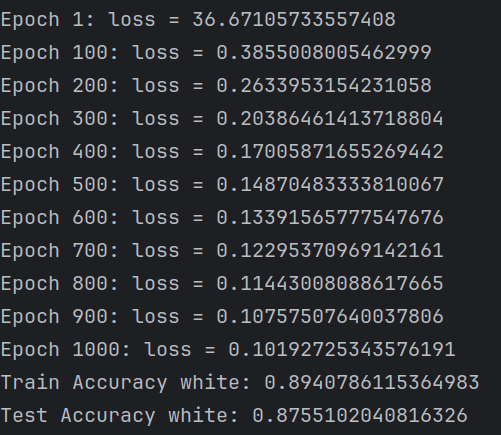 Epoch 1: loss = 36.67105733557408
Epoch 100: loss = 0.3855008005462999
Epoch 200: loss = 0.2633953154231058
Epoch 300: loss = 0.20386461413718804
Epoch 400: loss = 0.17005871655269442
Epoch 500: loss = 0.14870483333810067
Epoch 600: loss = 0.13391565777547676
Epoch 700: loss = 0.12295370969142161
Epoch 800: loss = 0.11443008088617665
Epoch 900: loss = 0.10757507640037806
Epoch 1000: loss = 0.10192725343576191
Train Accuracy white: 0.8940786115364983
Test Accuracy white: 0.8755102040816326